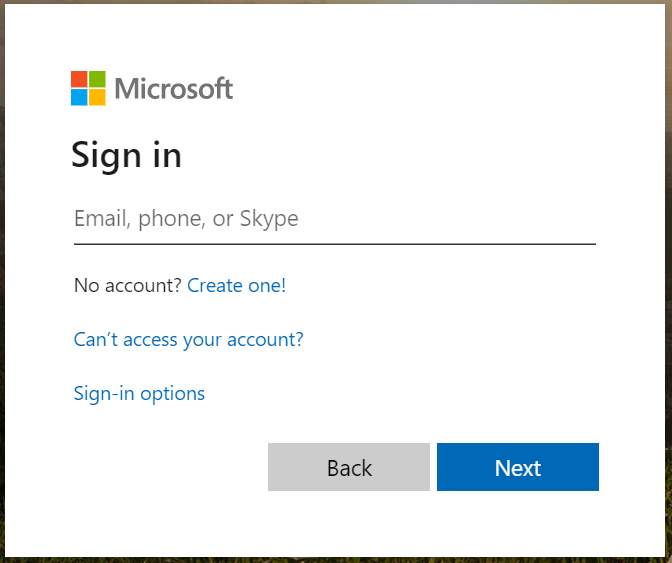 Microsoft
Sign in
Email, phone, or Skype
No account? Create one!
Can’t access your account?
Sign-in options
Back Next